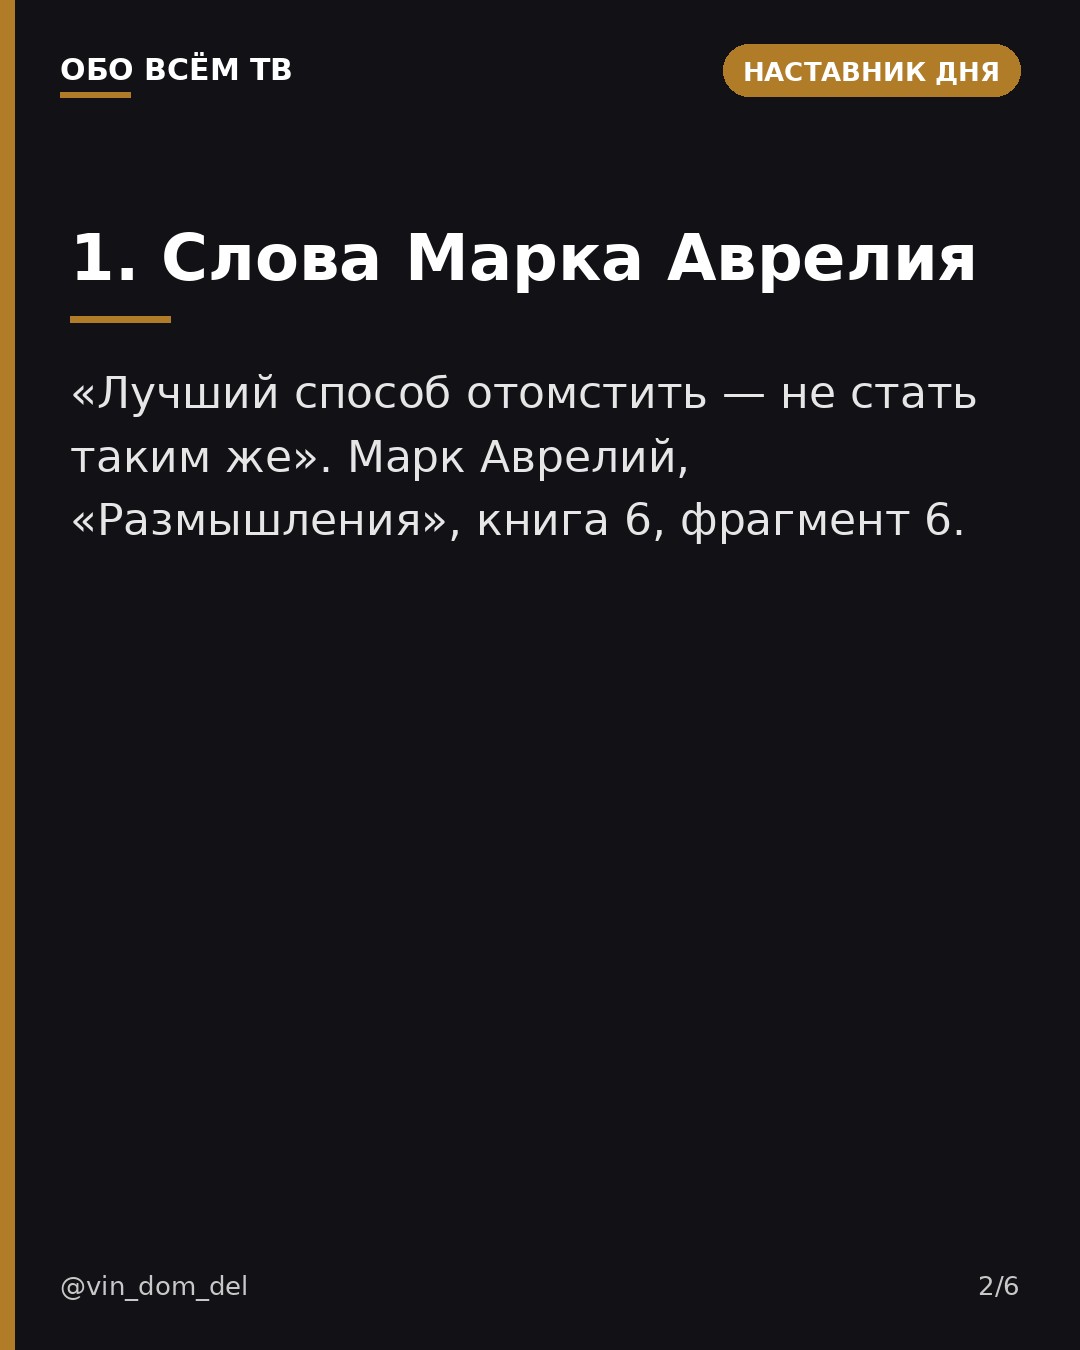 ОБО ВСЁМ ТВ
НАСТАВНИК ДНЯ
1. Слова Марка Аврелия
«Лучший способ отомстить — не стать
таким же». Марк Аврелий,
«Размышления», книга 6, фрагмент 6.
@vin_dom_del
2/6